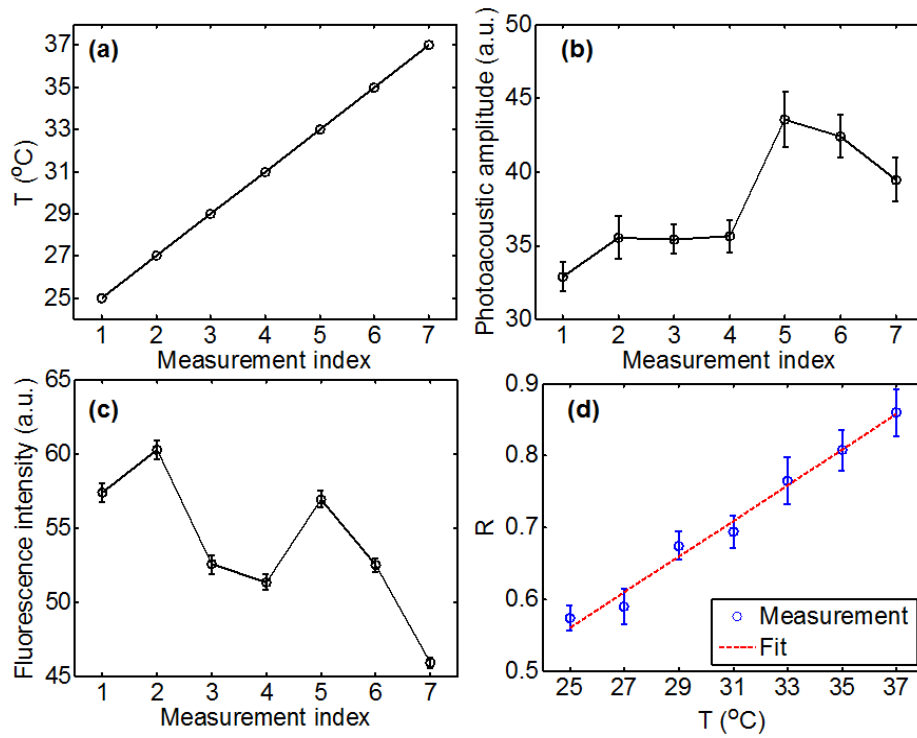 (a)
T (°C)
37
35
33
31
29
27
25
1 2 3 4 5 6 7
Measurement index
(b)
Photoacoustic amplitude (a.u.)
50
45
40
35
30
1 2 3 4 5 6 7
Measurement index
(c)
Fluorescence intensity (a.u.)
65
60
55
50
45
1 2 3 4 5 6 7
Measurement index
(d)
R
0.9
0.8
0.7
0.6
0.5
Measurement
Fit
25 27 29 31 33 35 37
T (°C)